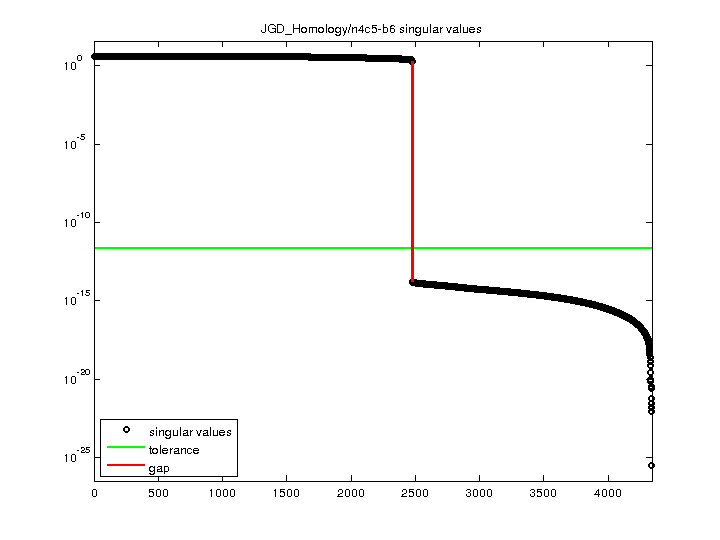 JGD_Homology/n4c5-b6 singular values
10^0
10^-5
10^-10
10^-15
10^-20
10^-25
singular values
tolerance
gap
0 500 1000 1500 2000 2500 3000 3500 4000